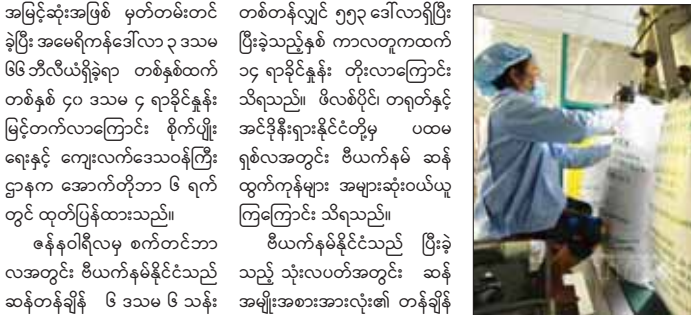 အမြင့်ဆုံးအဖြစ် မှတ်တမ်းတင်
ခဲ့ပြီး အမေရိကန်ဒေါ်လာ ၃ ဒသမ
၆၆ ဘီလီယံရှိခဲ့ရာ တစ်နှစ်ထက်
တစ်နှစ် ၄၀ ဒသမ ၄ ရာခိုင်နှုန်း
မြင့်တက်လာကြောင်း စိုက်ပျိုး
ရေးနှင့် ကျေးလက်ဒေသဝန်ကြီး
ဌာနက အောက်တိုဘာ ၆ ရက်
တွင် ထုတ်ပြန်ထားသည်။
ဇန်နဝါရီလမှ စက်တင်ဘာ
လအတွင်း ဗီယက်နမ်နိုင်ငံသည်
ဆန်တန်ချိန် ၆ ဒသမ ၆ သန်း
တစ်တန်လျှင် ၅၅၃ ဒေါ်လာရှိပြီး
ပြီးခဲ့သည့်နှစ် ကာလတူကထက်
၁၄ ရာခိုင်နှုန်း တိုးလာကြောင်း
သိရသည်။ ဖိလစ်ပိုင်၊ တရုတ်နှင့်
အင်ဒိုနီးရှားနိုင်ငံတို့မှ ပထမ
ရှစ်လအတွင်း ဗီယက်နမ် ဆန်
ထွက်ကုန်များ အများဆုံးဝယ်ယူ
ကြကြောင်း သိရသည်။
ဗီယက်နမ်နိုင်ငံသည် ပြီးခဲ့
သည့် သုံးလပတ်အတွင်း ဆန်
အမျိုးအစားအားလုံး၏ တန်ချိန်